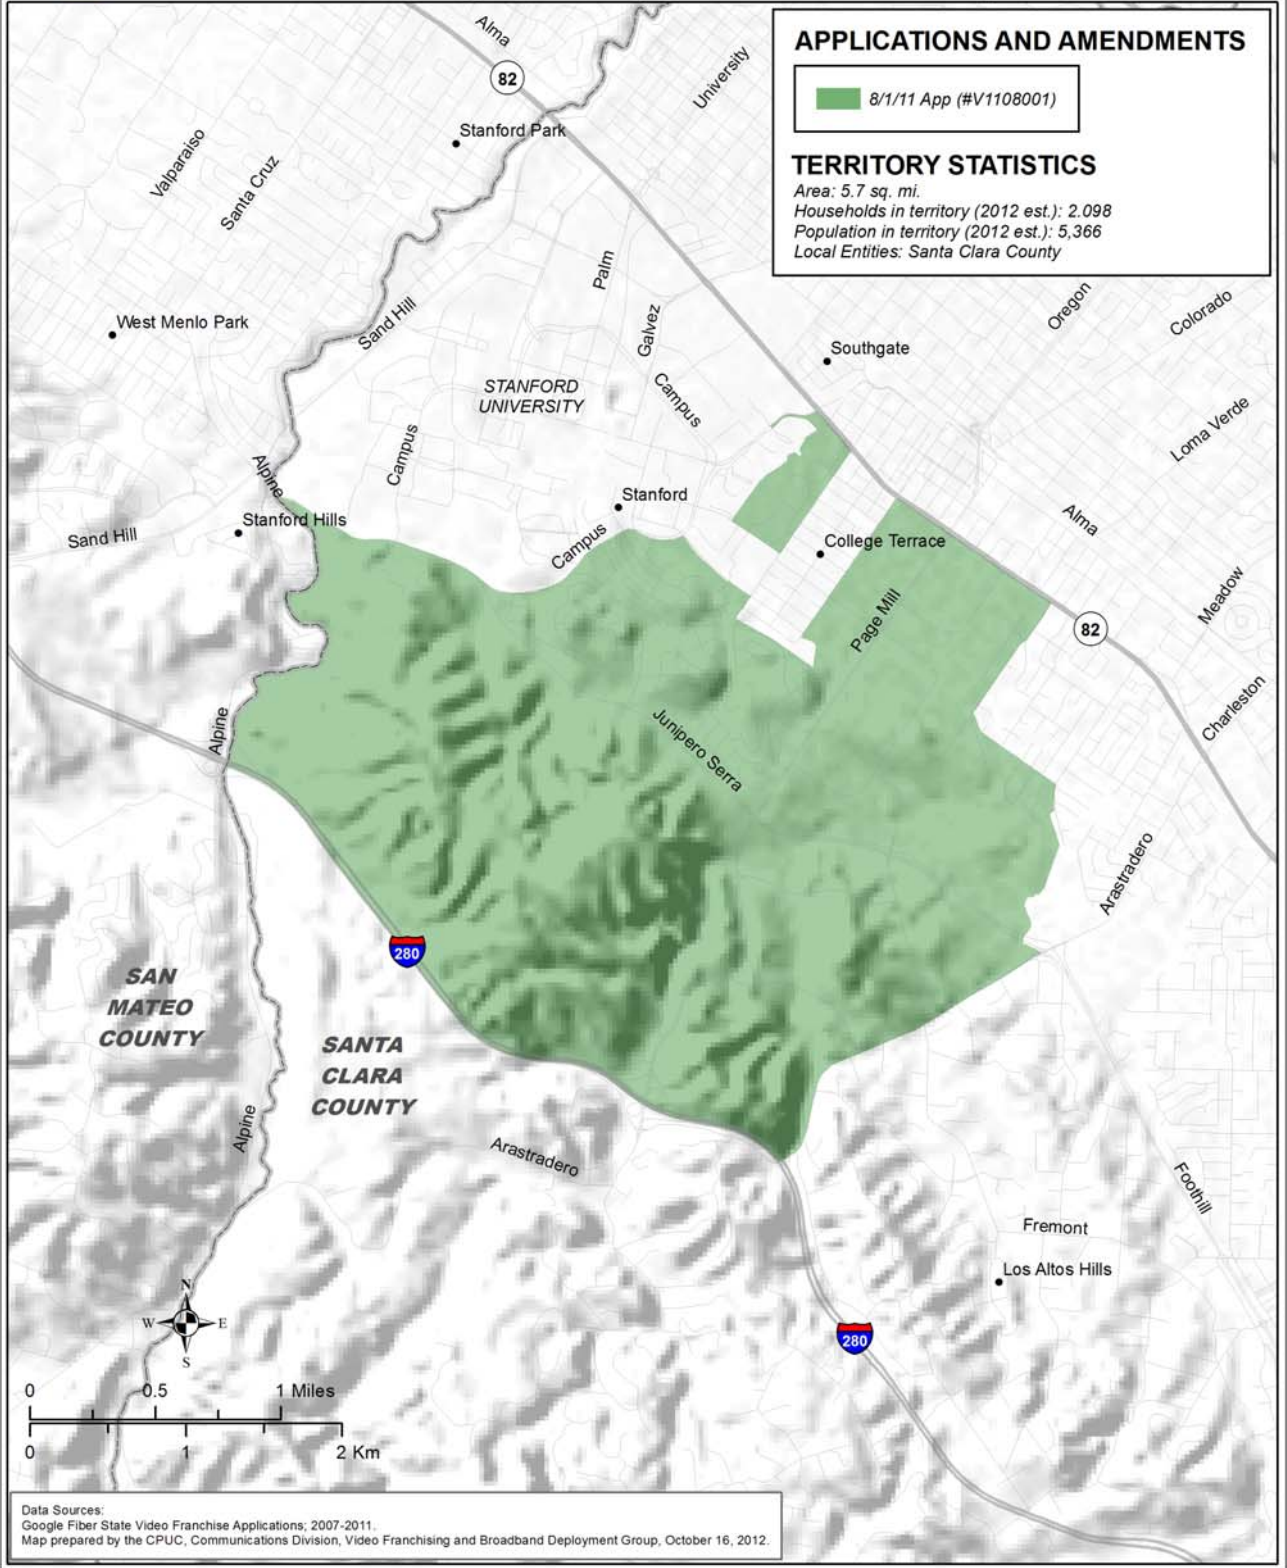 APPLICATIONS AND AMENDMENTS
8/1/11 App (#V1108001)
TERRITORY STATISTICS
Area: 5.7 sq. mi.
Households in territory (2012 est.): 2.098
Population in territory (2012 est.): 5,366
Local Entities: Santa Clara County
Alma
82
University
Stanford Park
Valparaiso
Santa Cruz
Palm
Oregon
Colorado
West Menlo Park
Sand Hill
Galvez
Southgate
STANFORD
UNIVERSITY
Campus
Campus
Loma Verde
Alpine
Stanford
Stanford Hills
Sand Hill
Campus
College Terrace
Alma
Page Mill
Meadow
82
Alpine
Junipero Serra
Charleston
Arastradero
280
SAN
MATEO
COUNTY
SANTA
CLARA
COUNTY
Alpine
Arastradero
Foothill
Fremont
Los Altos Hills
N
W E
S
280
0 0.5 1 Miles
0 1 2 Km
Data Sources:
Google Fiber State Video Franchise Applications; 2007-2011.
Map prepared by the CPUC, Communications Division, Video Franchising and Broadband Deployment Group, October 16, 2012.